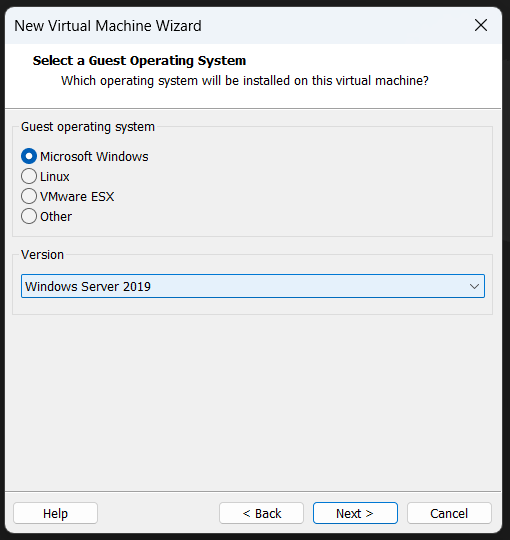 New Virtual Machine Wizard
Select a Guest Operating System
Which operating system will be installed on this virtual machine?
Guest operating system
Microsoft Windows
Linux
VMware ESX
Other
Version
Windows Server 2019
Help
< Back
Next >
Cancel